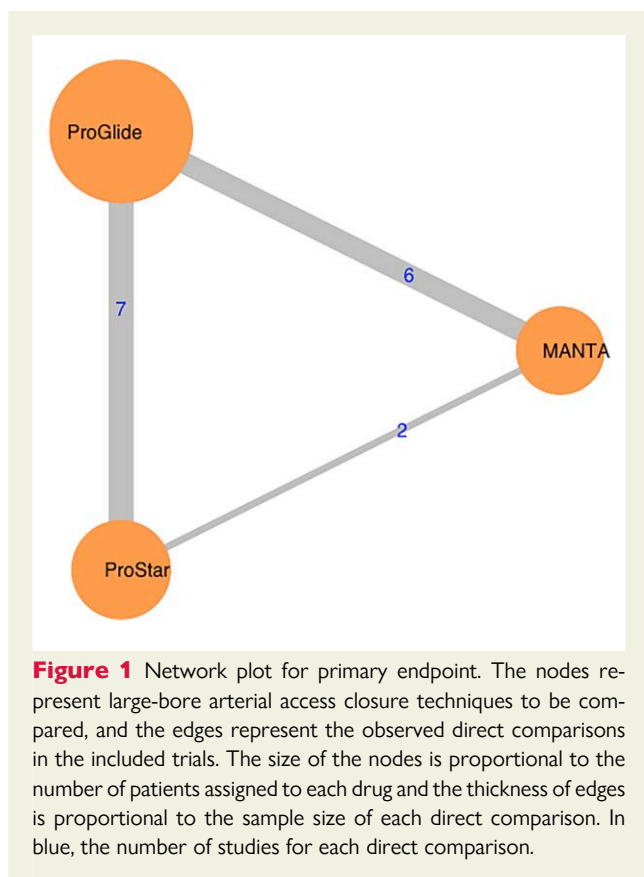 ProGlide
6
7
MANTA
2
ProStar
Figure 1 Network plot for primary endpoint. The nodes re-
present large-bore arterial access closure techniques to be com-
pared, and the edges represent the observed direct comparisons
in the included trials. The size of the nodes is proportional to the
number of patients assigned to each drug and the thickness of edges
is proportional to the sample size of each direct comparison. In
blue, the number of studies for each direct comparison.